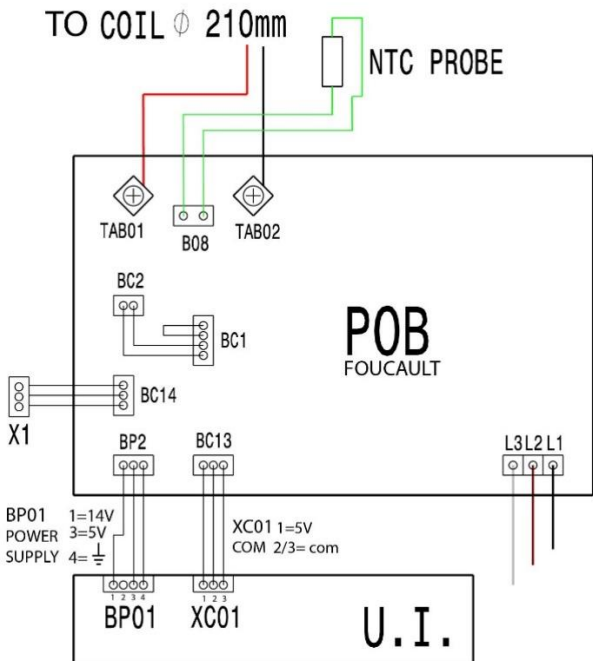 TO COIL ⌀ 210mm
NTC PROBE
TAB01
B08
TAB02
BC2
BC1
POB
FOUCAULT
BC14
X1
BP2
BC13
L3 L2 L1
BP01 1=14V
POWER 3=5V
SUPPLY 4=⏚
XC01 1=5V
COM 2/3= com
1 2 3 4
1 2 3
BP01
XC01
U.I.